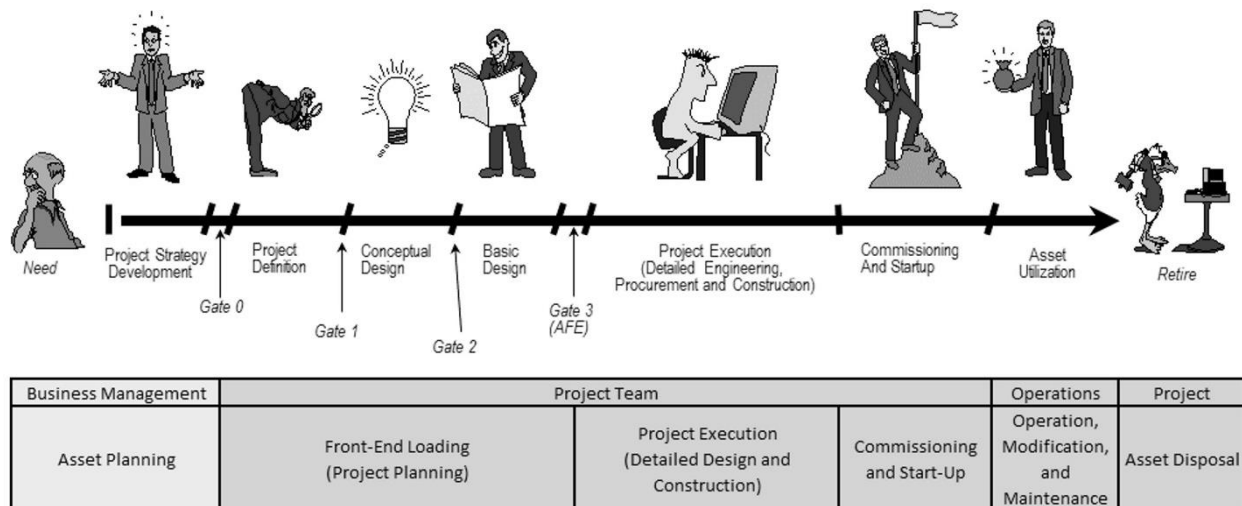 Need
Project Strategy
Development
Gate 0
Project
Definition
Gate 1
Conceptual
Design
Gate 2
Basic
Design
Gate 3
(AFE)
Project Execution
(Detailed Engineering,
Procurement and Construction)
Commissioning
And Startup
Asset
Utilization
Retire
Business Management
Project Team
Operations
Project
Asset Planning
Front-End Loading
(Project Planning)
Project Execution
(Detailed Design and
Construction)
Commissioning
and Start-Up
Operation,
Modification,
and
Maintenance
Asset Disposal